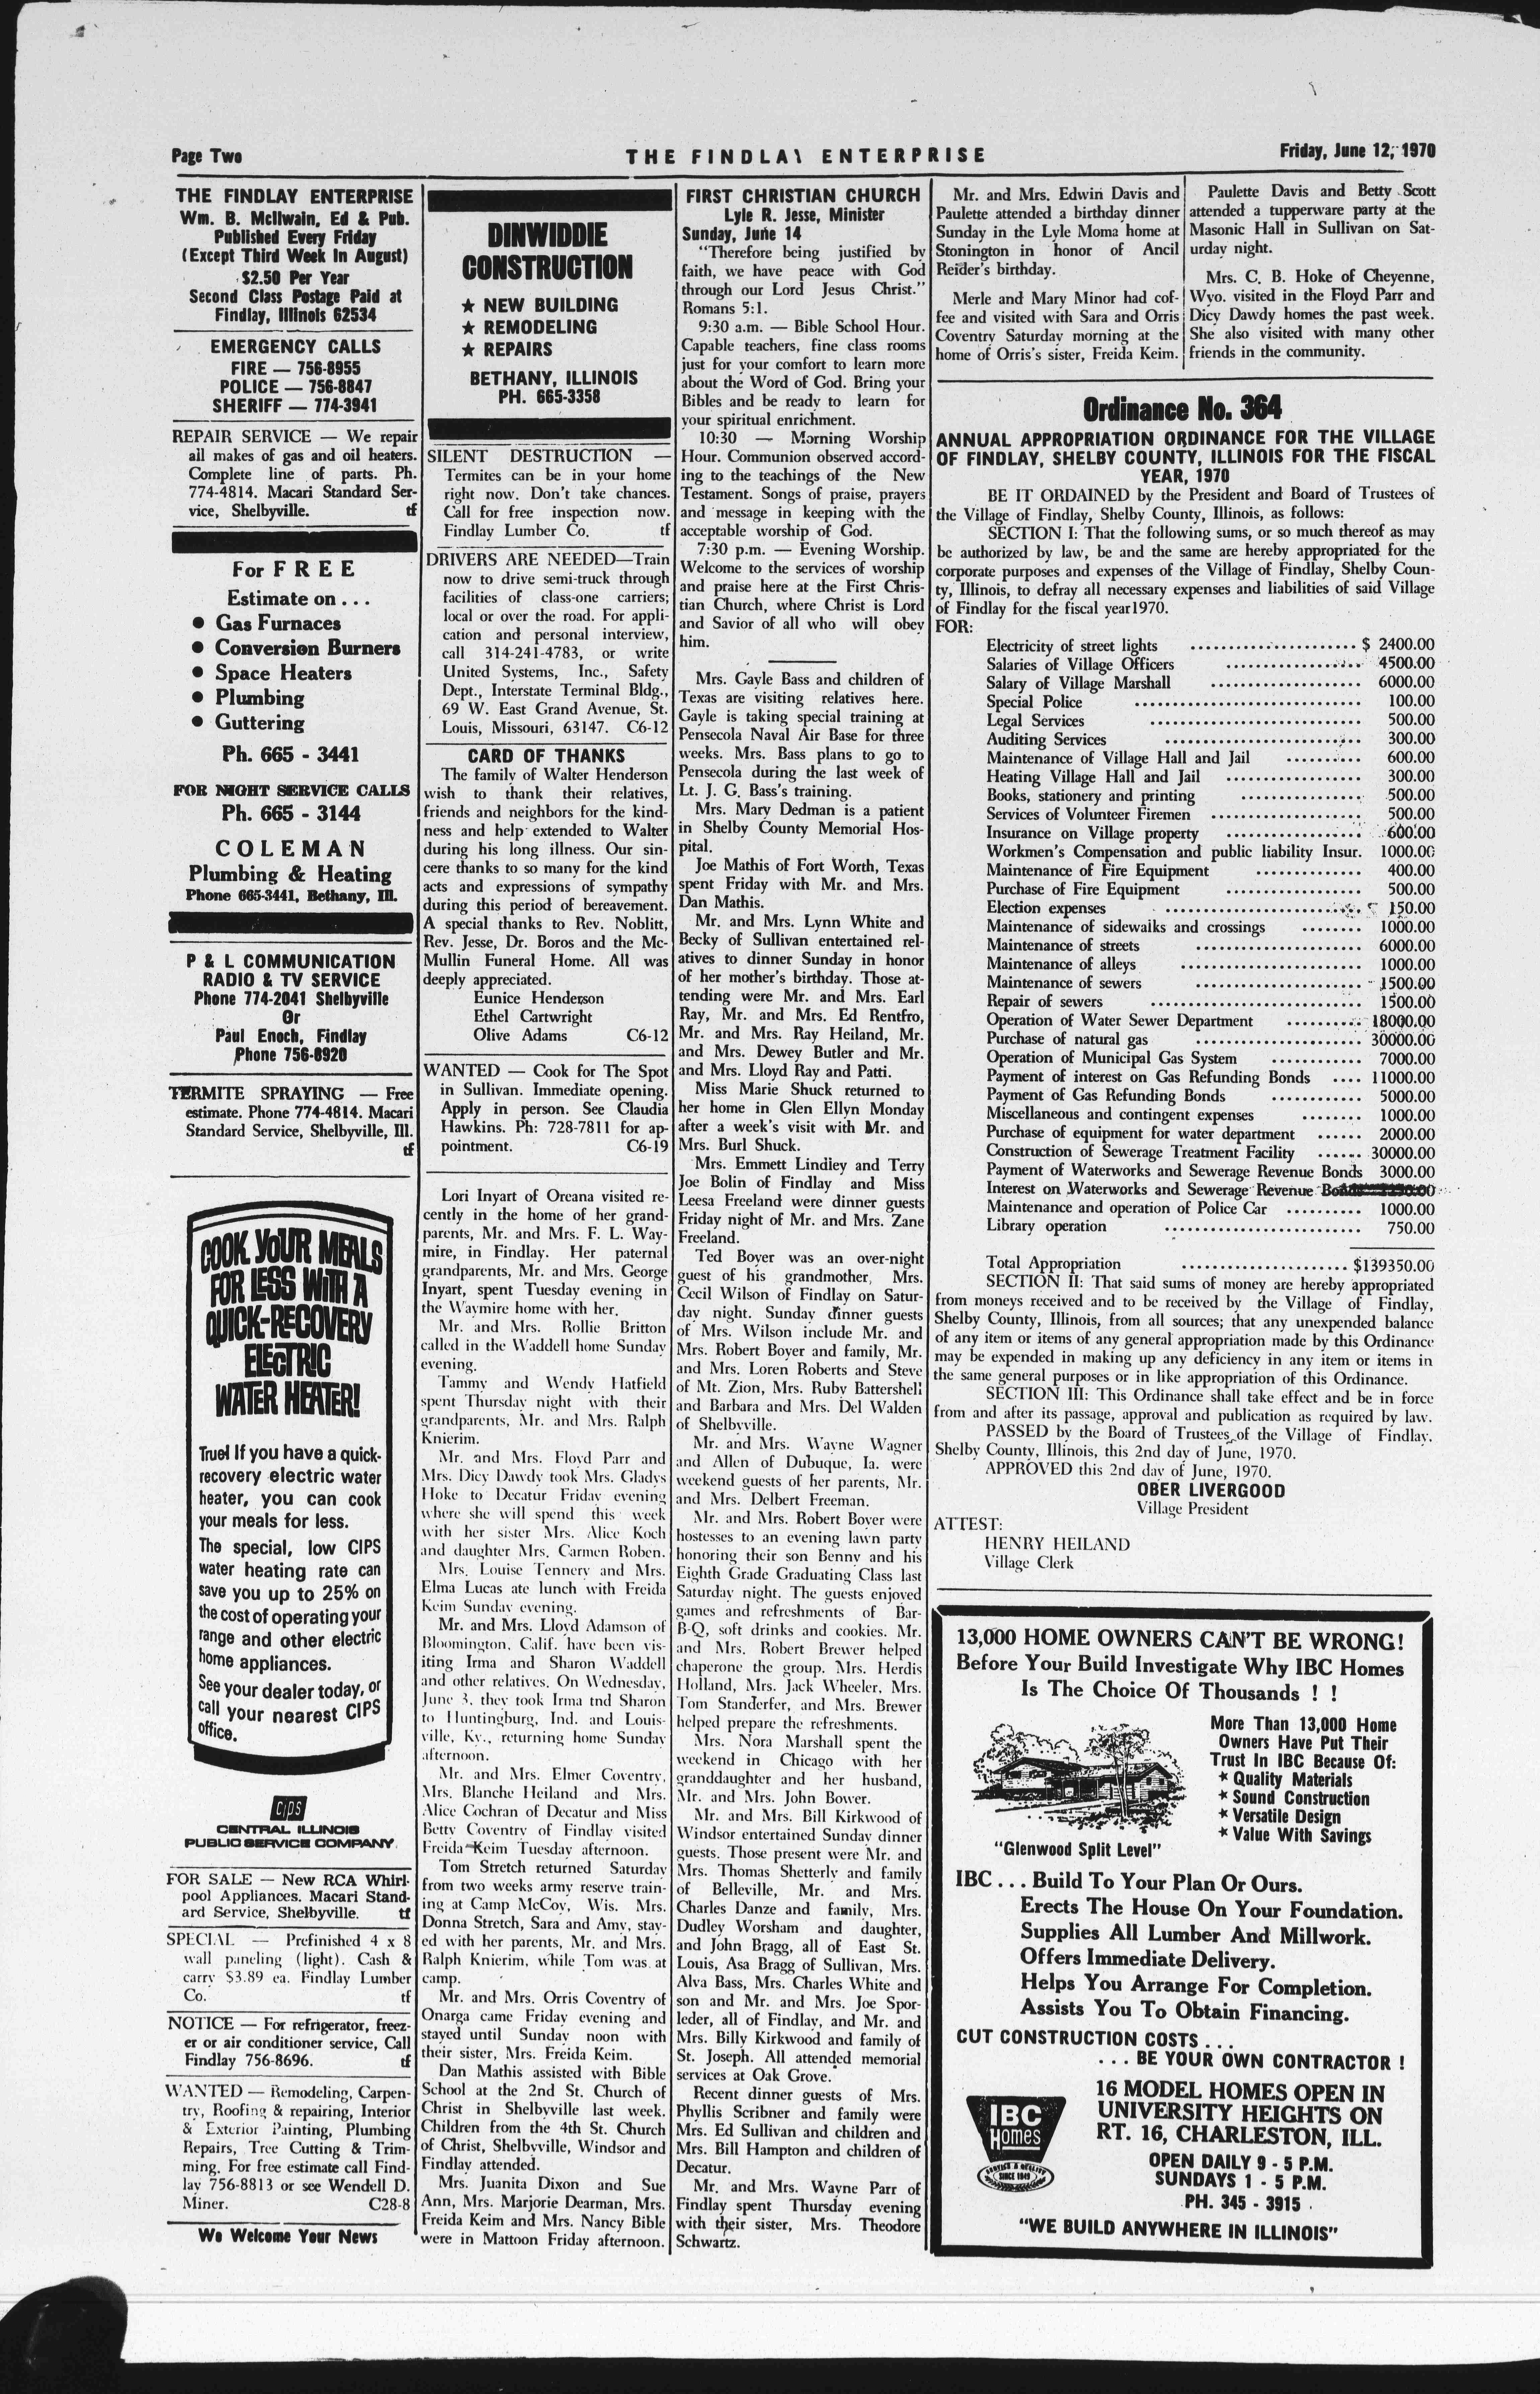 Page Two
THE FINDLAY ENTERPRISE
Friday, June 12, 1970
THE FINDLAY ENTERPRISE
Wm. B. McIlwain, Ed & Pub.
Published Every Friday
(Except Third Week In August)
$2.50 Per Year
Second Class Postage Paid at
Findlay, Illinois 62534
EMERGENCY CALLS
FIRE — 756-8955
POLICE — 756-8847
SHERIFF — 774-3941
REPAIR SERVICE — We repair
all makes of gas and oil heaters.
Complete line of parts. Ph.
774-4814. Macari Standard Ser-
vice, Shelbyville. tf
For FREE
Estimate on . . .
● Gas Furnaces
● Conversion Burners
● Space Heaters
● Plumbing
● Guttering
Ph. 665 - 3441
FOR NIGHT SERVICE CALLS
Ph. 665 - 3144
COLEMAN
Plumbing & Heating
Phone 665-3441, Bethany, Ill.
P & L COMMUNICATION
RADIO & TV SERVICE
Phone 774-2041 Shelbyville
Or
Paul Enoch, Findlay
Phone 756-8920
TERMITE SPRAYING — Free
estimate. Phone 774-4814. Macari
Standard Service, Shelbyville, Ill.
tf
COOK YOUR MEALS
FOR LESS WITH A
QUICK-RECOVERY
ELECTRIC
WATER HEATER!
True! If you have a quick-
recovery electric water
heater, you can cook
your meals for less.
The special, low CIPS
water heating rate can
save you up to 25% on
the cost of operating your
range and other electric
home appliances.
See your dealer today, or
call your nearest CIPS
office.
CIPS
CENTRAL ILLINOIS
PUBLIC SERVICE COMPANY
FOR SALE — New RCA Whirl-
pool Appliances. Macari Stand-
ard Service, Shelbyville. tf
SPECIAL — Prefinished 4 x 8
wall paneling (light). Cash &
carry $3.89 ea. Findlay Lumber
Co. tf
NOTICE — For refrigerator, freez-
er or air conditioner service, Call
Findlay 756-8696. tf
WANTED — Remodeling, Carpen-
try, Roofing & repairing, Interior
& Exterior Painting, Plumbing
Repairs, Tree Cutting & Trim-
ming. For free estimate call Find-
lay 756-8813 or see Wendell D.
Miner. C28-8
We Welcome Your News
DINWIDDIE
CONSTRUCTION
★ NEW BUILDING
★ REMODELING
★ REPAIRS
BETHANY, ILLINOIS
PH. 665-3358
SILENT DESTRUCTION —
Termites can be in your home
right now. Don't take chances.
Call for free inspection now.
Findlay Lumber Co. tf
DRIVERS ARE NEEDED—Train
now to drive semi-truck through
facilities of class-one carriers;
local or over the road. For appli-
cation and personal interview,
call 314-241-4783, or write
United Systems, Inc., Safety
Dept., Interstate Terminal Bldg.,
69 W. East Grand Avenue, St.
Louis, Missouri, 63147. C6-12
CARD OF THANKS
The family of Walter Henderson
wish to thank their relatives,
friends and neighbors for the kind-
ness and help extended to Walter
during his long illness. Our sin-
cere thanks to so many for the kind
acts and expressions of sympathy
during this period of bereavement.
A special thanks to Rev. Noblitt,
Rev. Jesse, Dr. Boros and the Mc-
Mullin Funeral Home. All was
deeply appreciated.
Eunice Henderson
Ethel Cartwright
Olive Adams C6-12
WANTED — Cook for The Spot
in Sullivan. Immediate opening.
Apply in person. See Claudia
Hawkins. Ph: 728-7811 for ap-
pointment. C6-19
Lori Inyart of Oreana visited re-
cently in the home of her grand-
parents, Mr. and Mrs. F. L. Way-
mire, in Findlay. Her paternal
grandparents, Mr. and Mrs. George
Inyart, spent Tuesday evening in
the Waymire home with her.
Mr. and Mrs. Rollie Britton
called in the Waddell home Sunday
evening.
Tammy and Wendy Hatfield
spent Thursday night with their
grandparents, Mr. and Mrs. Ralph
Knierim.
Mr. and Mrs. Floyd Parr and
Mrs. Dicy Dawdy took Mrs. Gladys
Hoke to Decatur Friday evening
where she will spend this week
with her sister Mrs. Alice Koch
and daughter Mrs. Carmen Roben.
Mrs. Louise Tennery and Mrs.
Elma Lucas ate lunch with Freida
Keim Sunday evening.
Mr. and Mrs. Lloyd Adamson of
Bloomington, Calif. have been vis-
iting Irma and Sharon Waddell
and other relatives. On Wednesday,
June 3, they took Irma tnd Sharon
to Huntingburg, Ind. and Louis-
ville, Ky., returning home Sunday
afternoon.
Mr. and Mrs. Elmer Coventry,
Mrs. Blanche Heiland and Mrs.
Alice Cochran of Decatur and Miss
Betty Coventry of Findlay visited
Freida Keim Tuesday afternoon.
Tom Stretch returned Saturday
from two weeks army reserve train-
ing at Camp McCoy, Wis. Mrs.
Donna Stretch, Sara and Amy, stay-
ed with her parents, Mr. and Mrs.
Ralph Knierim, while Tom was at
camp.
Mr. and Mrs. Orris Coventry of
Onarga came Friday evening and
stayed until Sunday noon with
their sister, Mrs. Freida Keim.
Dan Mathis assisted with Bible
School at the 2nd St. Church of
Christ in Shelbyville last week.
Children from the 4th St. Church
of Christ, Shelbyville, Windsor and
Findlay attended.
Mrs. Juanita Dixon and Sue
Ann, Mrs. Marjorie Dearman, Mrs.
Freida Keim and Mrs. Nancy Bible
were in Mattoon Friday afternoon.
FIRST CHRISTIAN CHURCH
Lyle R. Jesse, Minister
Sunday, June 14
"Therefore being justified by
faith, we have peace with God
through our Lord Jesus Christ."
Romans 5:1.
9:30 a.m. — Bible School Hour.
Capable teachers, fine class rooms
just for your comfort to learn more
about the Word of God. Bring your
Bibles and be ready to learn for
your spiritual enrichment.
10:30 — Morning Worship
Hour. Communion observed accord-
ing to the teachings of the New
Testament. Songs of praise, prayers
and message in keeping with the
acceptable worship of God.
7:30 p.m. — Evening Worship.
Welcome to the services of worship
and praise here at the First Chris-
tian Church, where Christ is Lord
and Savior of all who will obey
him.
Mrs. Gayle Bass and children of
Texas are visiting relatives here.
Gayle is taking special training at
Pensecola Naval Air Base for three
weeks. Mrs. Bass plans to go to
Pensecola during the last week of
Lt. J. G. Bass's training.
Mrs. Mary Dedman is a patient
in Shelby County Memorial Hos-
pital.
Joe Mathis of Fort Worth, Texas
spent Friday with Mr. and Mrs.
Dan Mathis.
Mr. and Mrs. Lynn White and
Becky of Sullivan entertained rel-
atives to dinner Sunday in honor
of her mother's birthday. Those at-
tending were Mr. and Mrs. Earl
Ray, Mr. and Mrs. Ed Rentfro,
Mr. and Mrs. Ray Heiland, Mr.
and Mrs. Dewey Butler and Mr.
and Mrs. Lloyd Ray and Patti.
Miss Marie Shuck returned to
her home in Glen Ellyn Monday
after a week's visit with Mr. and
Mrs. Burl Shuck.
Mrs. Emmett Lindley and Terry
Joe Bolin of Findlay and Miss
Leesa Freeland were dinner guests
Friday night of Mr. and Mrs. Zane
Freeland.
Ted Boyer was an over-night
guest of his grandmother, Mrs.
Cecil Wilson of Findlay on Satur-
day night. Sunday dinner guests
of Mrs. Wilson include Mr. and
Mrs. Robert Boyer and family, Mr.
and Mrs. Loren Roberts and Steve
of Mt. Zion, Mrs. Ruby Battershell
and Barbara and Mrs. Del Walden
of Shelbyville.
Mr. and Mrs. Wayne Wagner
and Allen of Dubuque, Ia. were
weekend guests of her parents, Mr.
and Mrs. Delbert Freeman.
Mr. and Mrs. Robert Boyer were
hostesses to an evening lawn party
honoring their son Benny and his
Eighth Grade Graduating Class last
Saturday night. The guests enjoyed
games and refreshments of Bar-
B-Q, soft drinks and cookies. Mr.
and Mrs. Robert Brewer helped
chaperone the group. Mrs. Herdis
Holland, Mrs. Jack Wheeler, Mrs.
Tom Standerfer, and Mrs. Brewer
helped prepare the refreshments.
Mrs. Nora Marshall spent the
weekend in Chicago with her
granddaughter and her husband,
Mr. and Mrs. John Bower.
Mr. and Mrs. Bill Kirkwood of
Windsor entertained Sunday dinner
guests. Those present were Mr. and
Mrs. Thomas Shetterly and family
of Belleville, Mr. and Mrs.
Charles Danze and family, Mrs.
Dudley Worsham and daughter,
and John Bragg, all of East St.
Louis, Asa Bragg of Sullivan, Mrs.
Alva Bass, Mrs. Charles White and
son and Mr. and Mrs. Joe Spor-
leder, all of Findlay, and Mr. and
Mrs. Billy Kirkwood and family of
St. Joseph. All attended memorial
services at Oak Grove.
Recent dinner guests of Mrs.
Phyllis Scribner and family were
Mrs. Ed Sullivan and children and
Mrs. Bill Hampton and children of
Decatur.
Mr. and Mrs. Wayne Parr of
Findlay spent Thursday evening
with their sister, Mrs. Theodore
Schwartz.
Mr. and Mrs. Edwin Davis and
Paulette attended a birthday dinner
Sunday in the Lyle Moma home at
Stonington in honor of Ancil
Reider's birthday.
Merle and Mary Minor had cof-
fee and visited with Sara and Orris
Coventry Saturday morning at the
home of Orris's sister, Freida Keim.
Paulette Davis and Betty Scott
attended a tupperware party at the
Masonic Hall in Sullivan on Sat-
urday night.
Mrs. C. B. Hoke of Cheyenne,
Wyo. visited in the Floyd Parr and
Dicy Dawdy homes the past week.
She also visited with many other
friends in the community.
Ordinance No. 364
ANNUAL APPROPRIATION ORDINANCE FOR THE VILLAGE
OF FINDLAY, SHELBY COUNTY, ILLINOIS FOR THE FISCAL
YEAR, 1970
BE IT ORDAINED by the President and Board of Trustees of
the Village of Findlay, Shelby County, Illinois, as follows:
SECTION I: That the following sums, or so much thereof as may
be authorized by law, be and the same are hereby appropriated for the
corporate purposes and expenses of the Village of Findlay, Shelby Coun-
ty, Illinois, to defray all necessary expenses and liabilities of said Village
of Findlay for the fiscal year1970.
FOR:
Electricity of street lights ........ $ 2400.00
Salaries of Village Officers ........ 4500.00
Salary of Village Marshall ........ 6000.00
Special Police ........ 100.00
Legal Services ........ 500.00
Auditing Services ........ 300.00
Maintenance of Village Hall and Jail ........ 600.00
Heating Village Hall and Jail ........ 300.00
Books, stationery and printing ........ 500.00
Services of Volunteer Firemen ........ 500.00
Insurance on Village property ........ 600.00
Workmen's Compensation and public liability Insur. 1000.00
Maintenance of Fire Equipment ........ 400.00
Purchase of Fire Equipment ........ 500.00
Election expenses ........ 150.00
Maintenance of sidewalks and crossings ........ 1000.00
Maintenance of streets ........ 6000.00
Maintenance of alleys ........ 1000.00
Maintenance of sewers ........ 1500.00
Repair of sewers ........ 1500.00
Operation of Water Sewer Department ........ 18000.00
Purchase of natural gas ........ 30000.00
Operation of Municipal Gas System ........ 7000.00
Payment of interest on Gas Refunding Bonds .... 11000.00
Payment of Gas Refunding Bonds ........ 5000.00
Miscellaneous and contingent expenses ........ 1000.00
Purchase of equipment for water department ...... 2000.00
Construction of Sewerage Treatment Facility ...... 30000.00
Payment of Waterworks and Sewerage Revenue Bonds 3000.00
Interest on Waterworks and Sewerage Revenue Bonds
Maintenance and operation of Police Car ........ 1000.00
Library operation ........ 750.00
Total Appropriation ........ $139350.00
SECTION II: That said sums of money are hereby appropriated
from moneys received and to be received by the Village of Findlay,
Shelby County, Illinois, from all sources; that any unexpended balance
of any item or items of any general appropriation made by this Ordinance
may be expended in making up any deficiency in any item or items in
the same general purposes or in like appropriation of this Ordinance.
SECTION III: This Ordinance shall take effect and be in force
from and after its passage, approval and publication as required by law.
PASSED by the Board of Trustees of the Village of Findlay,
Shelby County, Illinois, this 2nd day of June, 1970.
APPROVED this 2nd day of June, 1970.
OBER LIVERGOOD
Village President
ATTEST:
HENRY HEILAND
Village Clerk
13,000 HOME OWNERS CAN'T BE WRONG!
Before Your Build Investigate Why IBC Homes
Is The Choice Of Thousands ! !
More Than 13,000 Home
Owners Have Put Their
Trust In IBC Because Of:
* Quality Materials
* Sound Construction
* Versatile Design
* Value With Savings
"Glenwood Split Level"
IBC . . . Build To Your Plan Or Ours.
Erects The House On Your Foundation.
Supplies All Lumber And Millwork.
Offers Immediate Delivery.
Helps You Arrange For Completion.
Assists You To Obtain Financing.
CUT CONSTRUCTION COSTS . . .
. . . BE YOUR OWN CONTRACTOR !
IBC
Homes
SERVICE & QUALITY
SINCE 1949
16 MODEL HOMES OPEN IN
UNIVERSITY HEIGHTS ON
RT. 16, CHARLESTON, ILL.
OPEN DAILY 9 - 5 P.M.
SUNDAYS 1 - 5 P.M.
PH. 345 - 3915
"WE BUILD ANYWHERE IN ILLINOIS"